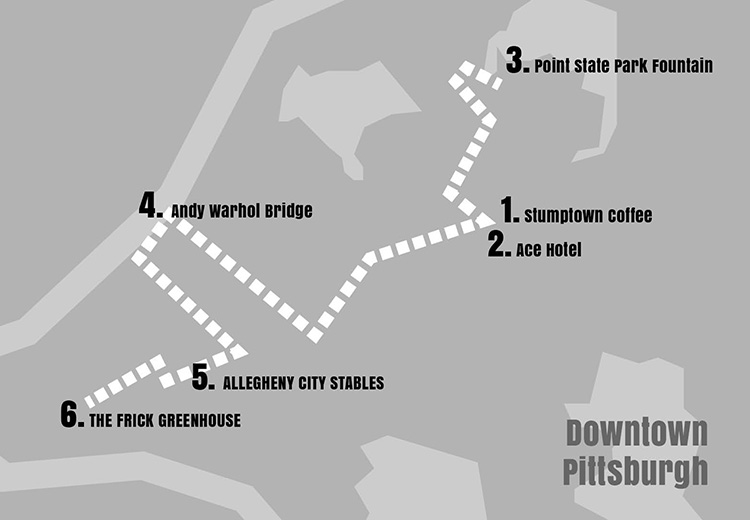 3. Point State Park Fountain
4. Andy Warhol Bridge
1. Stumptown Coffee
2. Ace Hotel
5. ALLEGHENY CITY STABLES
6. THE FRICK GREENHOUSE
Downtown
Pittsburgh